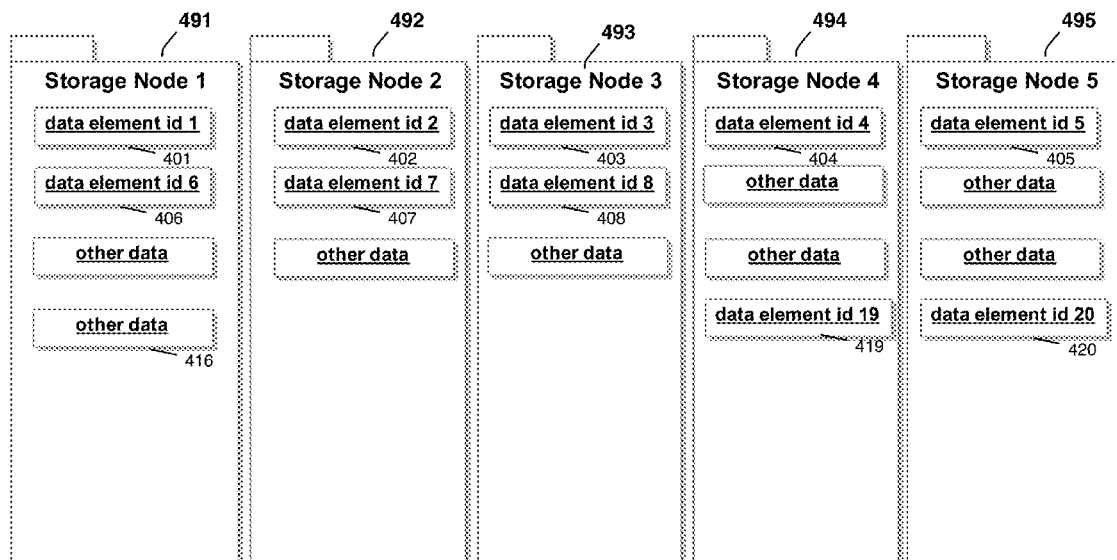 491
492
493
494
495
Storage Node 1
Storage Node 2
Storage Node 3
Storage Node 4
Storage Node 5
data element id 1
data element id 2
data element id 3
data element id 4
data element id 5
401
402
403
404
405
data element id 6
data element id 7
data element id 8
other data
other data
406
407
408
other data
other data
other data
other data
other data
other data
data element id 19
data element id 20
416
419
420